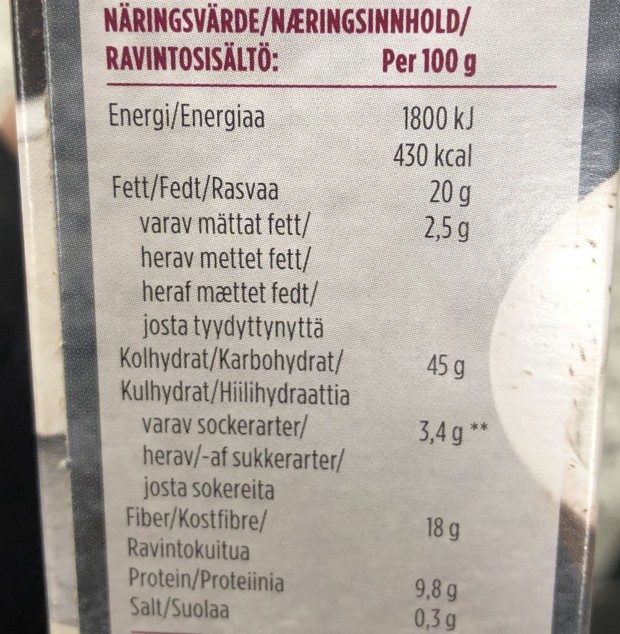 NÄRINGSVÄRDE/NÆRINGSINNHOLD/
RAVINTOSISÄLTÖ: Per 100 g
Energi/Energiaa 1800 kJ
430 kcal
Fett/Fedt/Rasvaa 20 g
varav mättat fett/ 2,5 g
herav mettet fett/
heraf mættet fedt/
josta tyydyttynyttä
Kolhydrat/Karbohydrat/ 45 g
Kulhydrat/Hiilihydraattia
varav sockerarter/ 3,4 g **
herav/-af sukkerarter/
josta sokereita
Fiber/Kostfibre/ 18 g
Ravintokuitua
Protein/Proteiinia 9,8 g
Salt/Suolaa 0,3 g